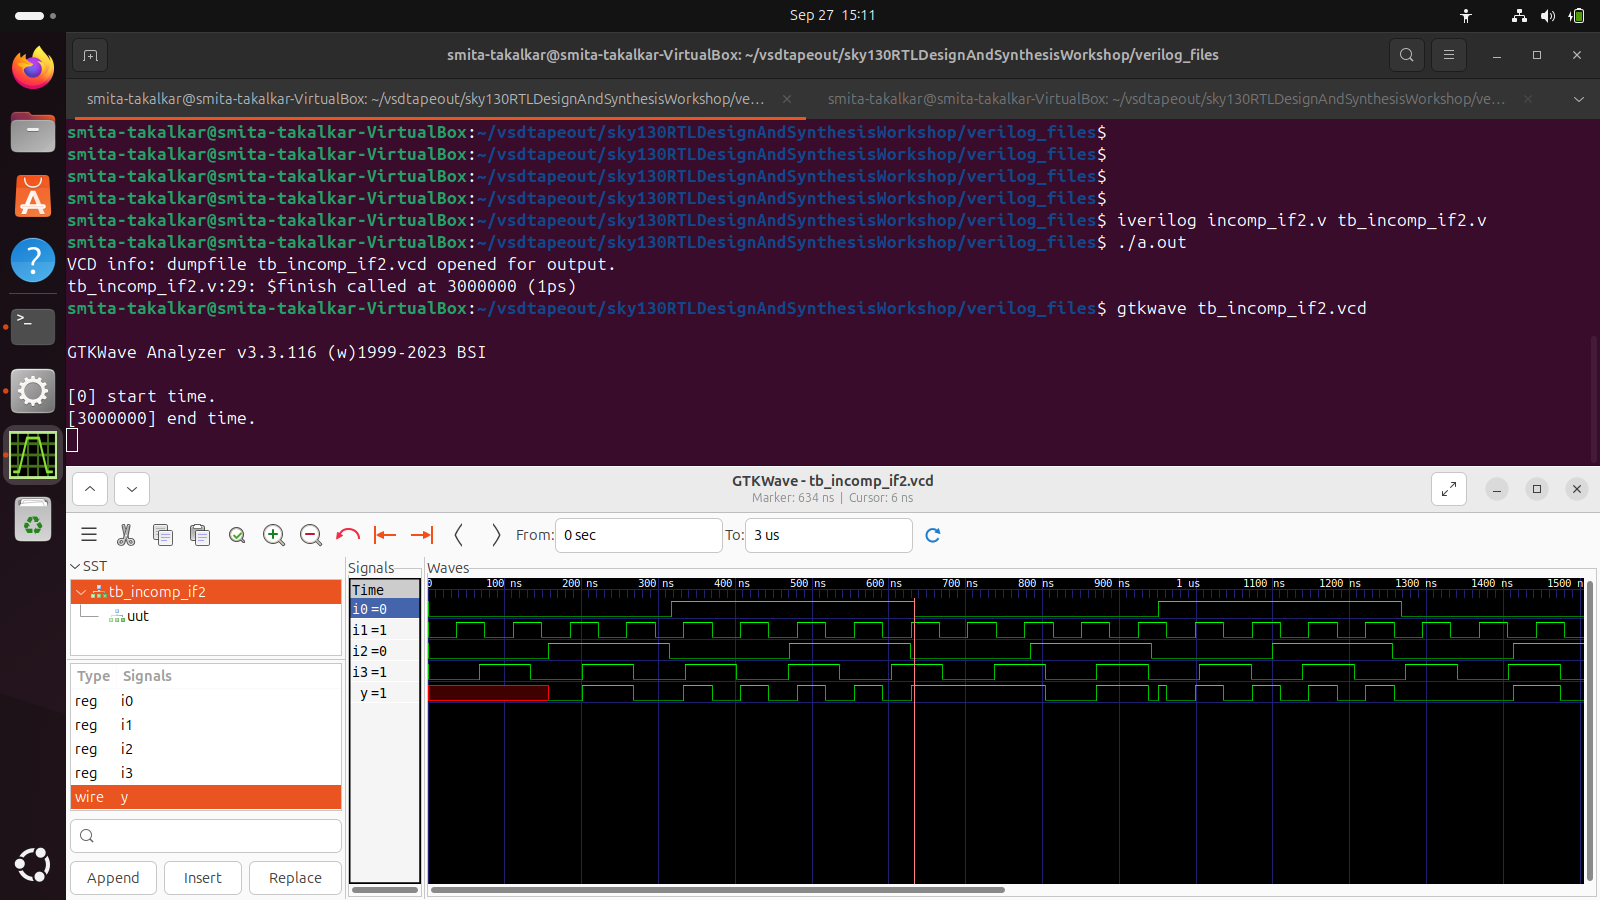 Sep 27 15:11
smita-takalkar@smita-takalkar-VirtualBox: ~/vsdtapeout/sky130RTLDesignAndSynthesisWorkshop/verilog_files
smita-takalkar@smita-takalkar-VirtualBox: ~/vsdtapeout/sky130RTLDesignAndSynthesisWorkshop/ve...
smita-takalkar@smita-takalkar-VirtualBox: ~/vsdtapeout/sky130RTLDesignAndSynthesisWorkshop/ve...
smita-takalkar@smita-takalkar-VirtualBox:~/vsdtapeout/sky130RTLDesignAndSynthesisWorkshop/verilog_files$
smita-takalkar@smita-takalkar-VirtualBox:~/vsdtapeout/sky130RTLDesignAndSynthesisWorkshop/verilog_files$
smita-takalkar@smita-takalkar-VirtualBox:~/vsdtapeout/sky130RTLDesignAndSynthesisWorkshop/verilog_files$
smita-takalkar@smita-takalkar-VirtualBox:~/vsdtapeout/sky130RTLDesignAndSynthesisWorkshop/verilog_files$
smita-takalkar@smita-takalkar-VirtualBox:~/vsdtapeout/sky130RTLDesignAndSynthesisWorkshop/verilog_files$ iverilog incomp_if2.v tb_incomp_if2.v
smita-takalkar@smita-takalkar-VirtualBox:~/vsdtapeout/sky130RTLDesignAndSynthesisWorkshop/verilog_files$ ./a.out
VCD info: dumpfile tb_incomp_if2.vcd opened for output.
tb_incomp_if2.v:29: $finish called at 3000000 (1ps)
smita-takalkar@smita-takalkar-VirtualBox:~/vsdtapeout/sky130RTLDesignAndSynthesisWorkshop/verilog_files$ gtkwave tb_incomp_if2.vcd
GTKWave Analyzer v3.3.116 (w)1999-2023 BSI
[0] start time.
[3000000] end time.
GTKWave - tb_incomp_if2.vcd
Marker: 634 ns | Cursor: 6 ns
From: 0 sec To: 3 us
SST
tb_incomp_if2
uut
Type Signals
reg i0
reg i1
reg i2
reg i3
wire y
Append Insert Replace
Signals
Time
i0=0
i1=1
i2=0
i3=1
y=1
Waves
0 100 ns 200 ns 300 ns 400 ns 500 ns 600 ns 700 ns 800 ns 900 ns 1 us 1100 ns 1200 ns 1300 ns 1400 ns 1500 n